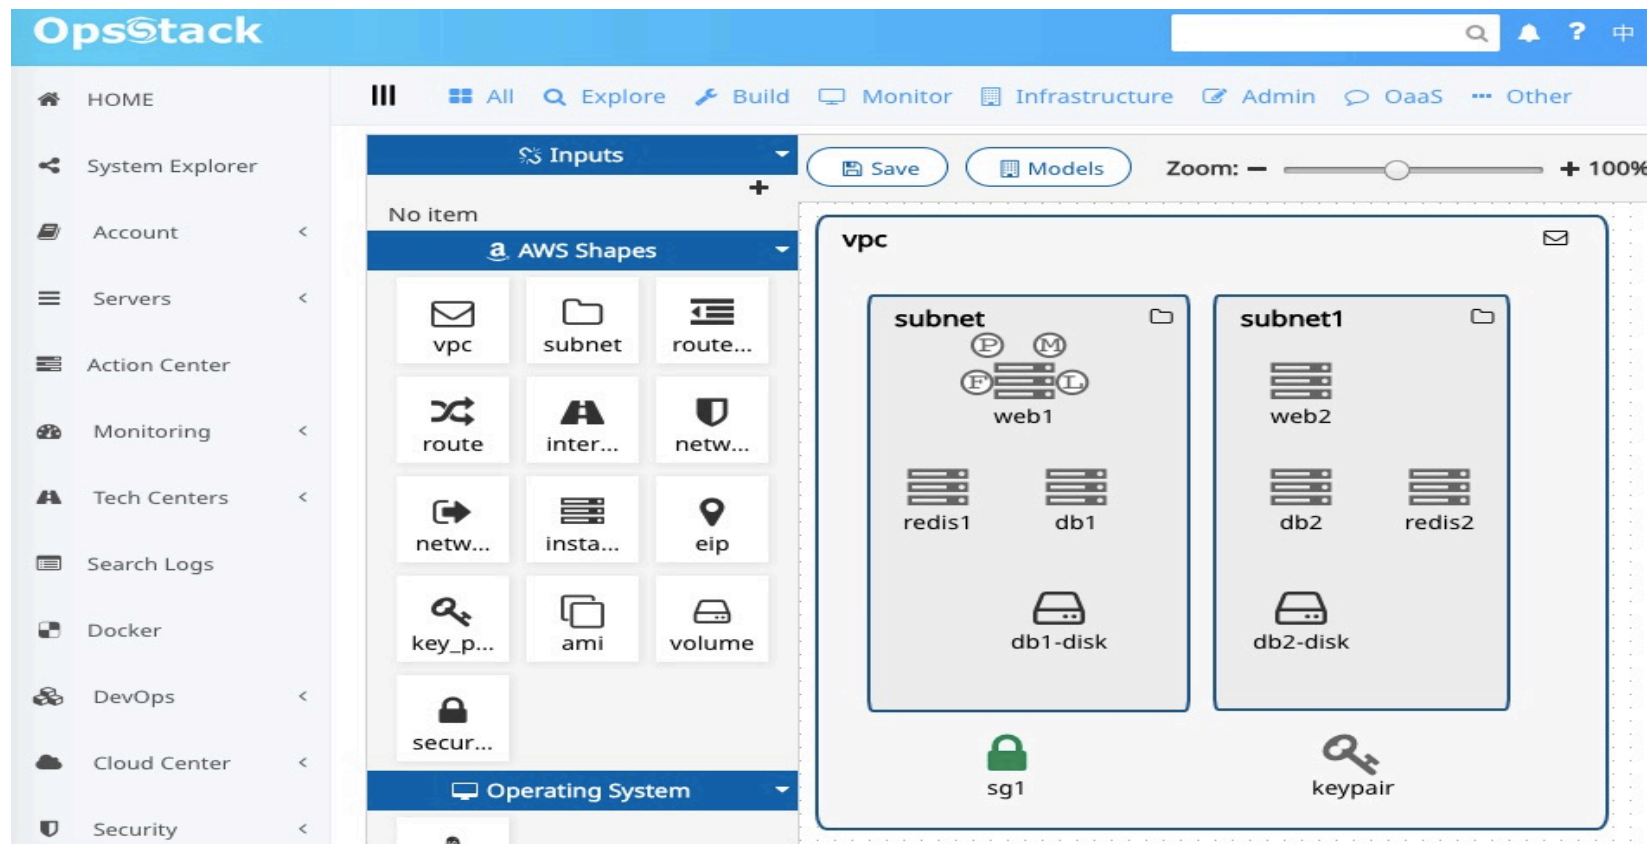 OpsStack
中
HOME
System Explorer
Account
Servers
Action Center
Monitoring
Tech Centers
Search Logs
Docker
DevOps
Cloud Center
Security
All Explore Build Monitor Infrastructure Admin OaaS Other
Inputs
No item
a AWS Shapes
vpc subnet route...
route inter... netw...
netw... insta... eip
key_p... ami volume
secur...
Operating System
Save Models Zoom: 100%
vpc
subnet subnet1
P M
F L
web1 web2
redis1 db1 db2 redis2
db1-disk db2-disk
sg1 keypair